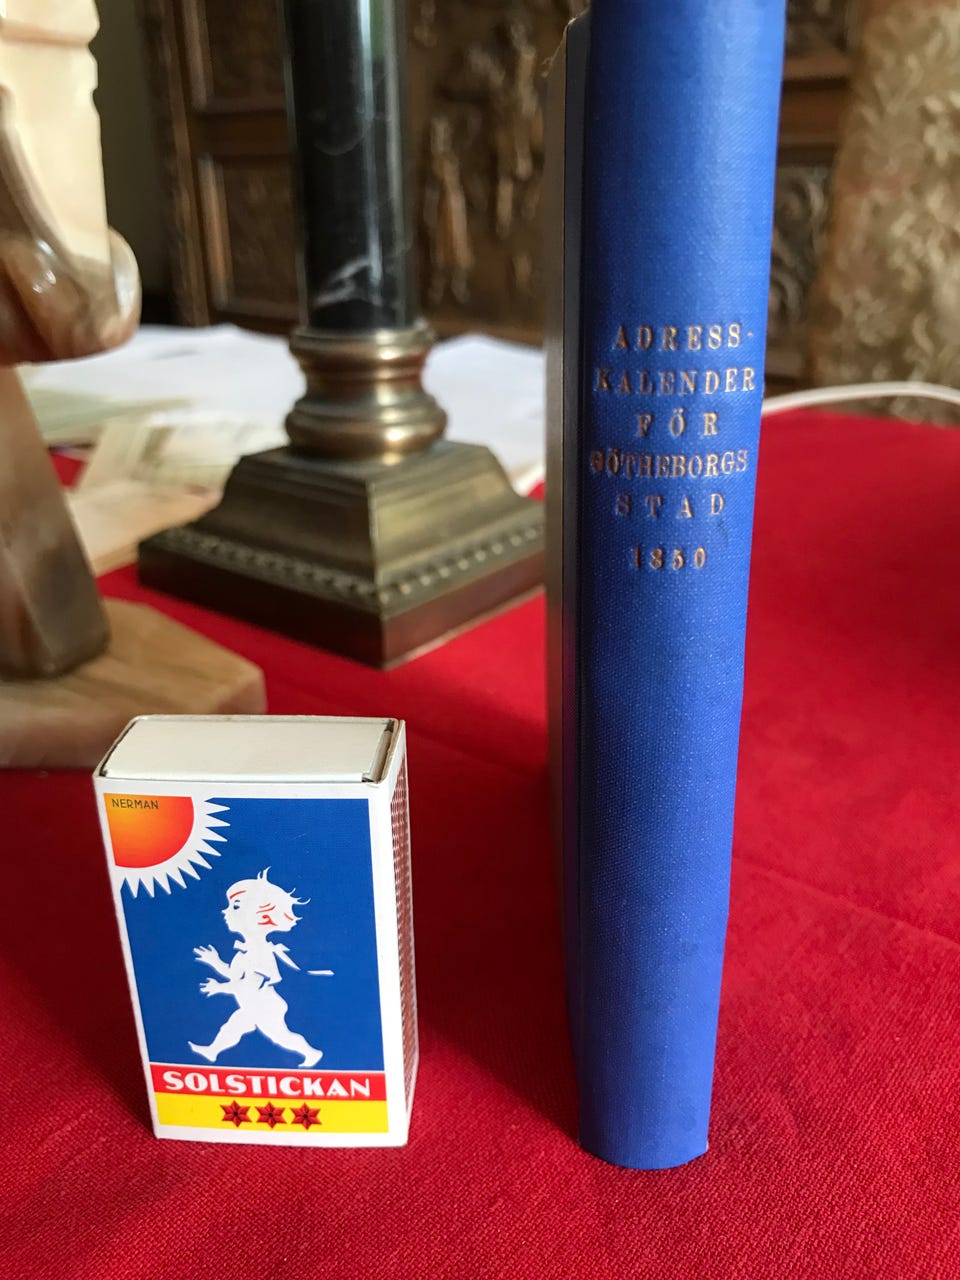 ADRESS-
KALENDER
FÖR
GÖTHEBORGS
STAD
1850
NERMAN
SOLSTICKAN